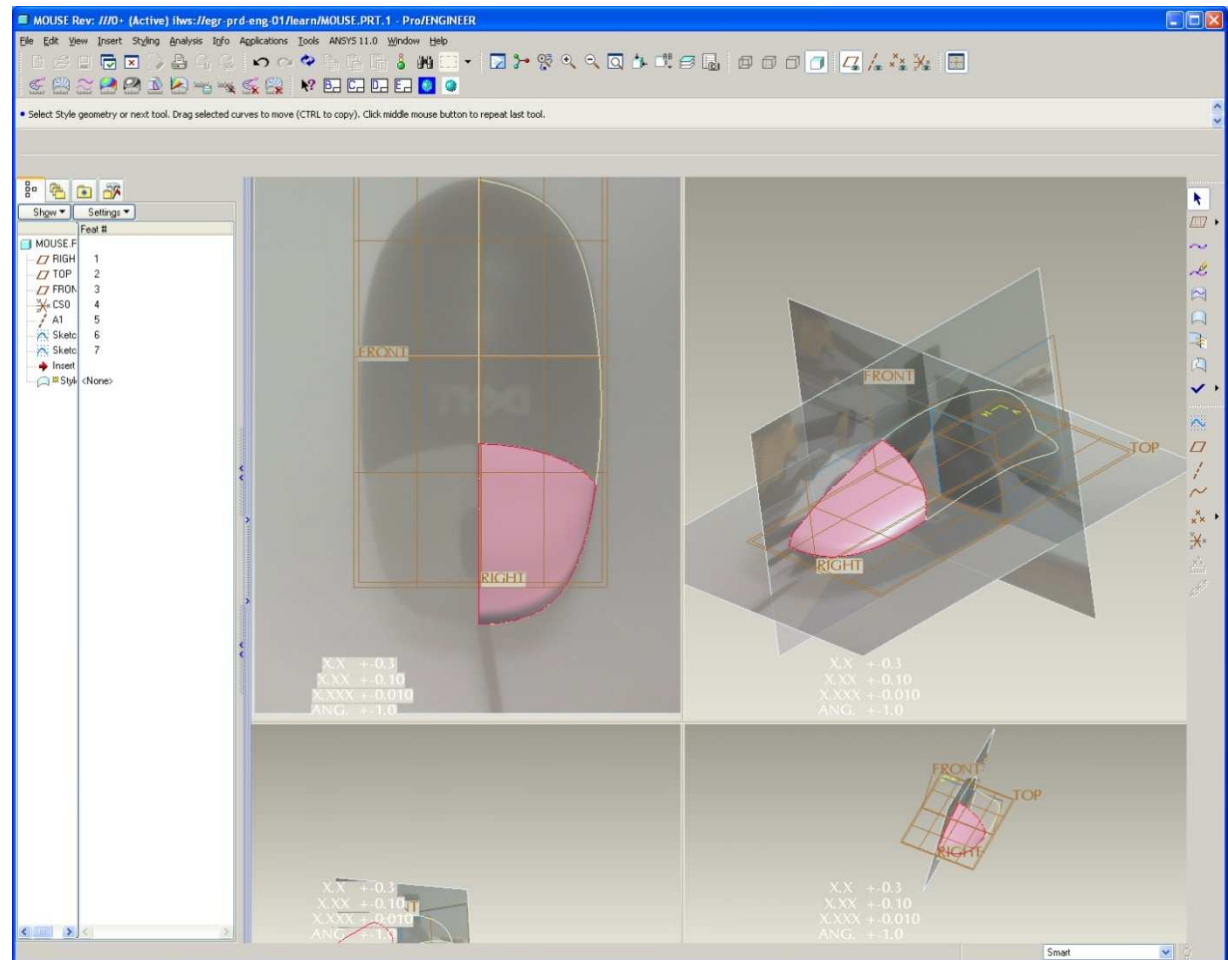 MOUSE Rev: ///0+ (Active) ilws://egr-prd-eng-01/learn/MOUSE.PRT.1 - Pro/ENGINEER
File Edit View Insert Styling Analysis Info Applications Tools ANSYS 11.0 Window Help
B C D E
• Select Style geometry or next tool. Drag selected curves to move (CTRL to copy). Click middle mouse button to repeat last tool.
Show Settings
Feat #
MOUSE.F
RIGH 1
TOP 2
FRON 3
CS0 4
A1 5
Sketc 6
Sketc 7
Insert
Styl <None>
FRONT
DELL
RIGHT
X.X +-0.3
X.XX +-0.10
X.XXX +-0.010
ANG. +-1.0
FRONT
TOP
RIGHT
X.X +-0.3
X.XX +-0.10
X.XXX +-0.010
ANG. +-1.0
X.X +-0.3
X.XX +-0.10
X.XXX +-0.010
ANG. +-1.0
FRONT
TOP
RIGHT
X.X +-0.3
X.XX +-0.10
X.XXX +-0.010
ANG. +-1.0
Smart